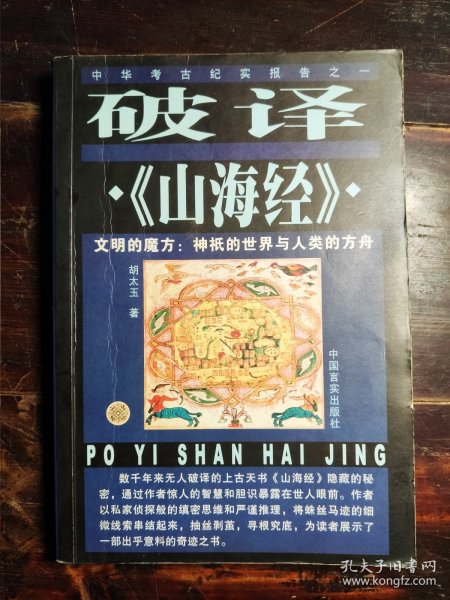 中华考古纪实报告之一
破译
·《山海经》·
文明的魔方：神祇的世界与人类的方舟
胡太玉 著
中国言实出版社
PO YI SHAN HAI JING
数千年来无人破译的上古天书《山海经》隐藏的秘
密，通过作者惊人的智慧和胆识暴露在世人眼前。作者
以私家侦探般的缜密思维和严谨推理，将蛛丝马迹的细
微线索串结起来，抽丝剥茧，寻根究底，为读者展示了
一部出乎意料的奇迹之书。
孔夫子旧书网
www.kongfz.com